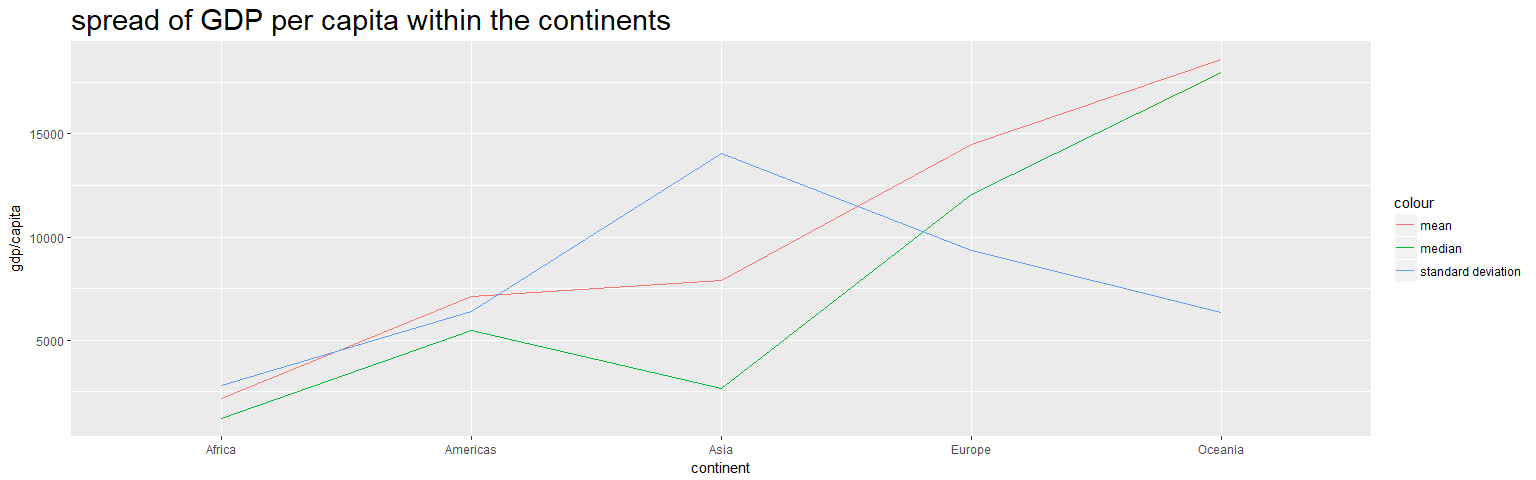 spread of GDP per capita within the continents
gdp/capita
15000
10000
5000
Africa Americas Asia Europe Oceania
continent
colour
mean
median
standard deviation